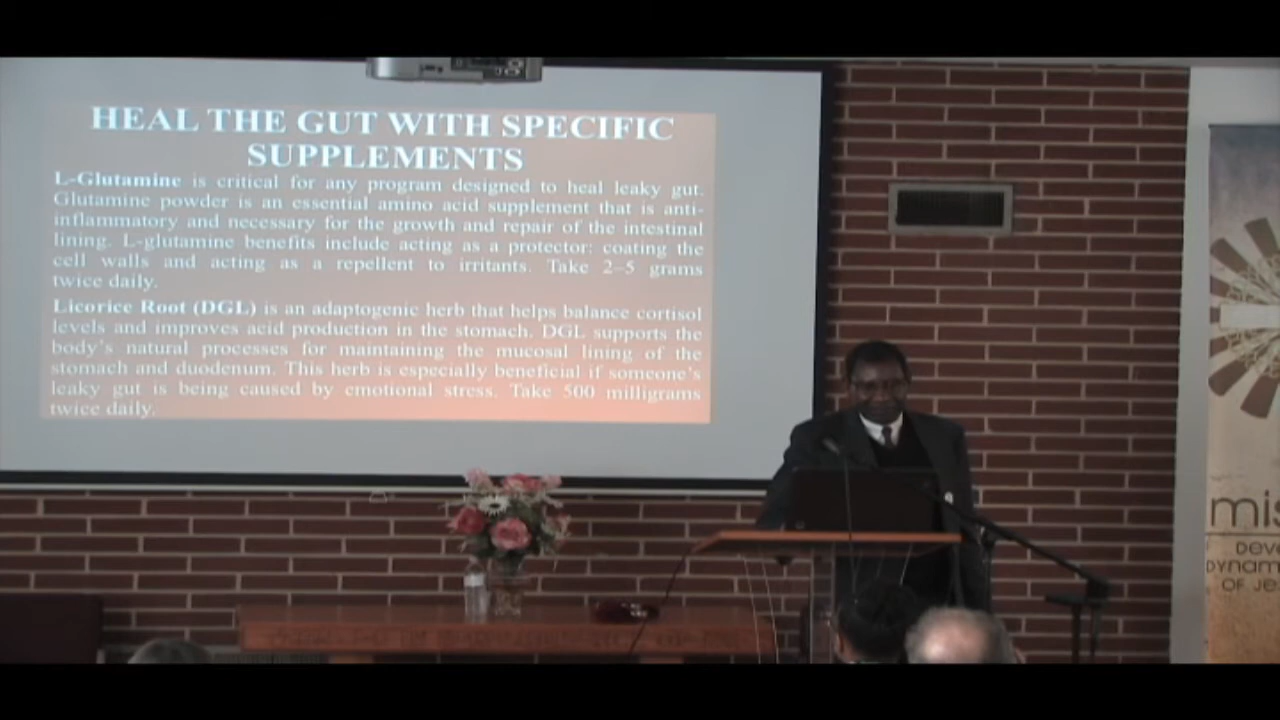 HEAL THE GUT WITH SPECIFIC
SUPPLEMENTS
L-Glutamine is critical for any program designed to heal leaky gut.
Glutamine powder is an essential amino acid supplement that is anti-
inflammatory and necessary for the growth and repair of the intestinal
lining. L-glutamine benefits include acting as a protector: coating the
cell walls and acting as a repellent to irritants. Take 2–5 grams
twice daily.
Licorice Root (DGL) is an adaptogenic herb that helps balance cortisol
levels and improves acid production in the stomach. DGL supports the
body's natural processes for maintaining the mucosal lining of the
stomach and duodenum. This herb is especially beneficial if someone's
leaky gut is being caused by emotional stress. Take 500 milligrams
twice daily.
mis
DEVE
DYNAM
OF JE